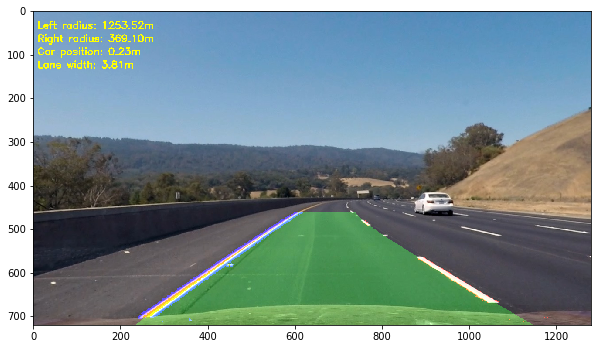 Left radius: 1253.52m
Right radius: 369.10m
Car position: 0.23m
Lane width: 3.81m
0
100
200
300
400
500
600
700
0 200 400 600 800 1000 1200